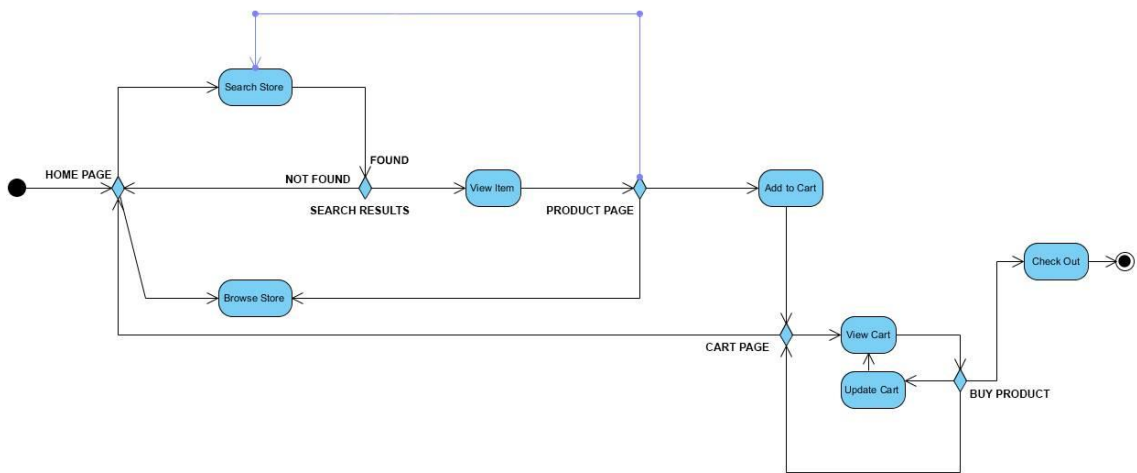 Search Store
HOME PAGE
FOUND
NOT FOUND
View Item
Add to Cart
SEARCH RESULTS
PRODUCT PAGE
Check Out
Browse Store
View Cart
CART PAGE
Update Cart
BUY PRODUCT